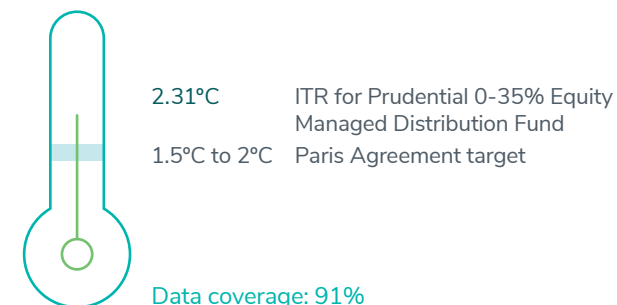 2.31°C ITR for Prudential 0-35% Equity
Managed Distribution Fund
1.5°C to 2°C Paris Agreement target
Data coverage: 91%